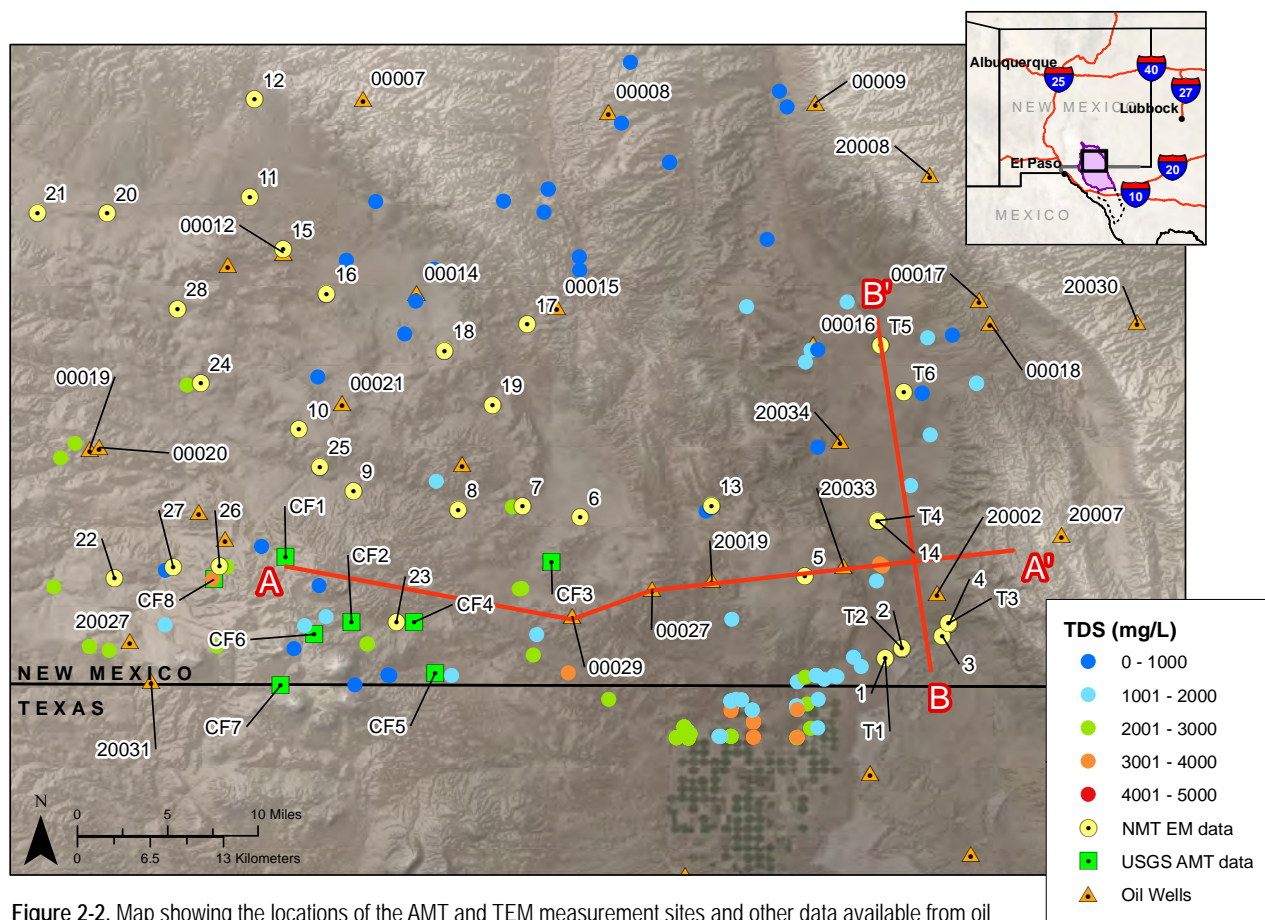 Albuquerque
25
40
27
NEW MEXICO
Lubbock
El Paso
20
10
MEXICO
12
00007
00008
00009
20008
21
20
11
00012
15
16
00014
00015
B'
00017
20030
28
17
00016
T5
18
00018
24
00019
00021
19
T6
10
20034
00020
25
9
8
7
6
13
20033
CF1
27
26
T4
20002
20007
22
CF2
20019
14
5
A
A'
CF8
23
CF4
CF3
4
T3
20027
CF6
00027
T2
2
3
00029
NEW MEXICO
TEXAS
1
B
CF7
CF5
T1
20031
N
0 5 10 Miles
0 6.5 13 Kilometers
TDS (mg/L)
0 - 1000
1001 - 2000
2001 - 3000
3001 - 4000
4001 - 5000
NMT EM data
USGS AMT data
Oil Wells
Figure 2-2. Map showing the locations of the AMT and TEM measurement sites and other data available from oil